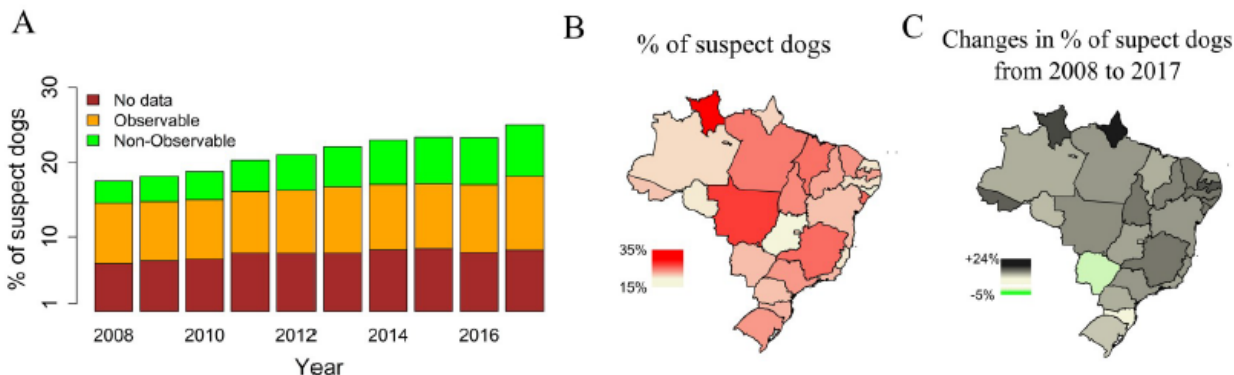 A
% of suspect dogs
30
20
10
1
No data
Observable
Non-Observable
2008
2010
2012
2014
2016
Year
B
% of suspect dogs
35%
15%
C
Changes in % of supect dogs
from 2008 to 2017
+24%
-5%